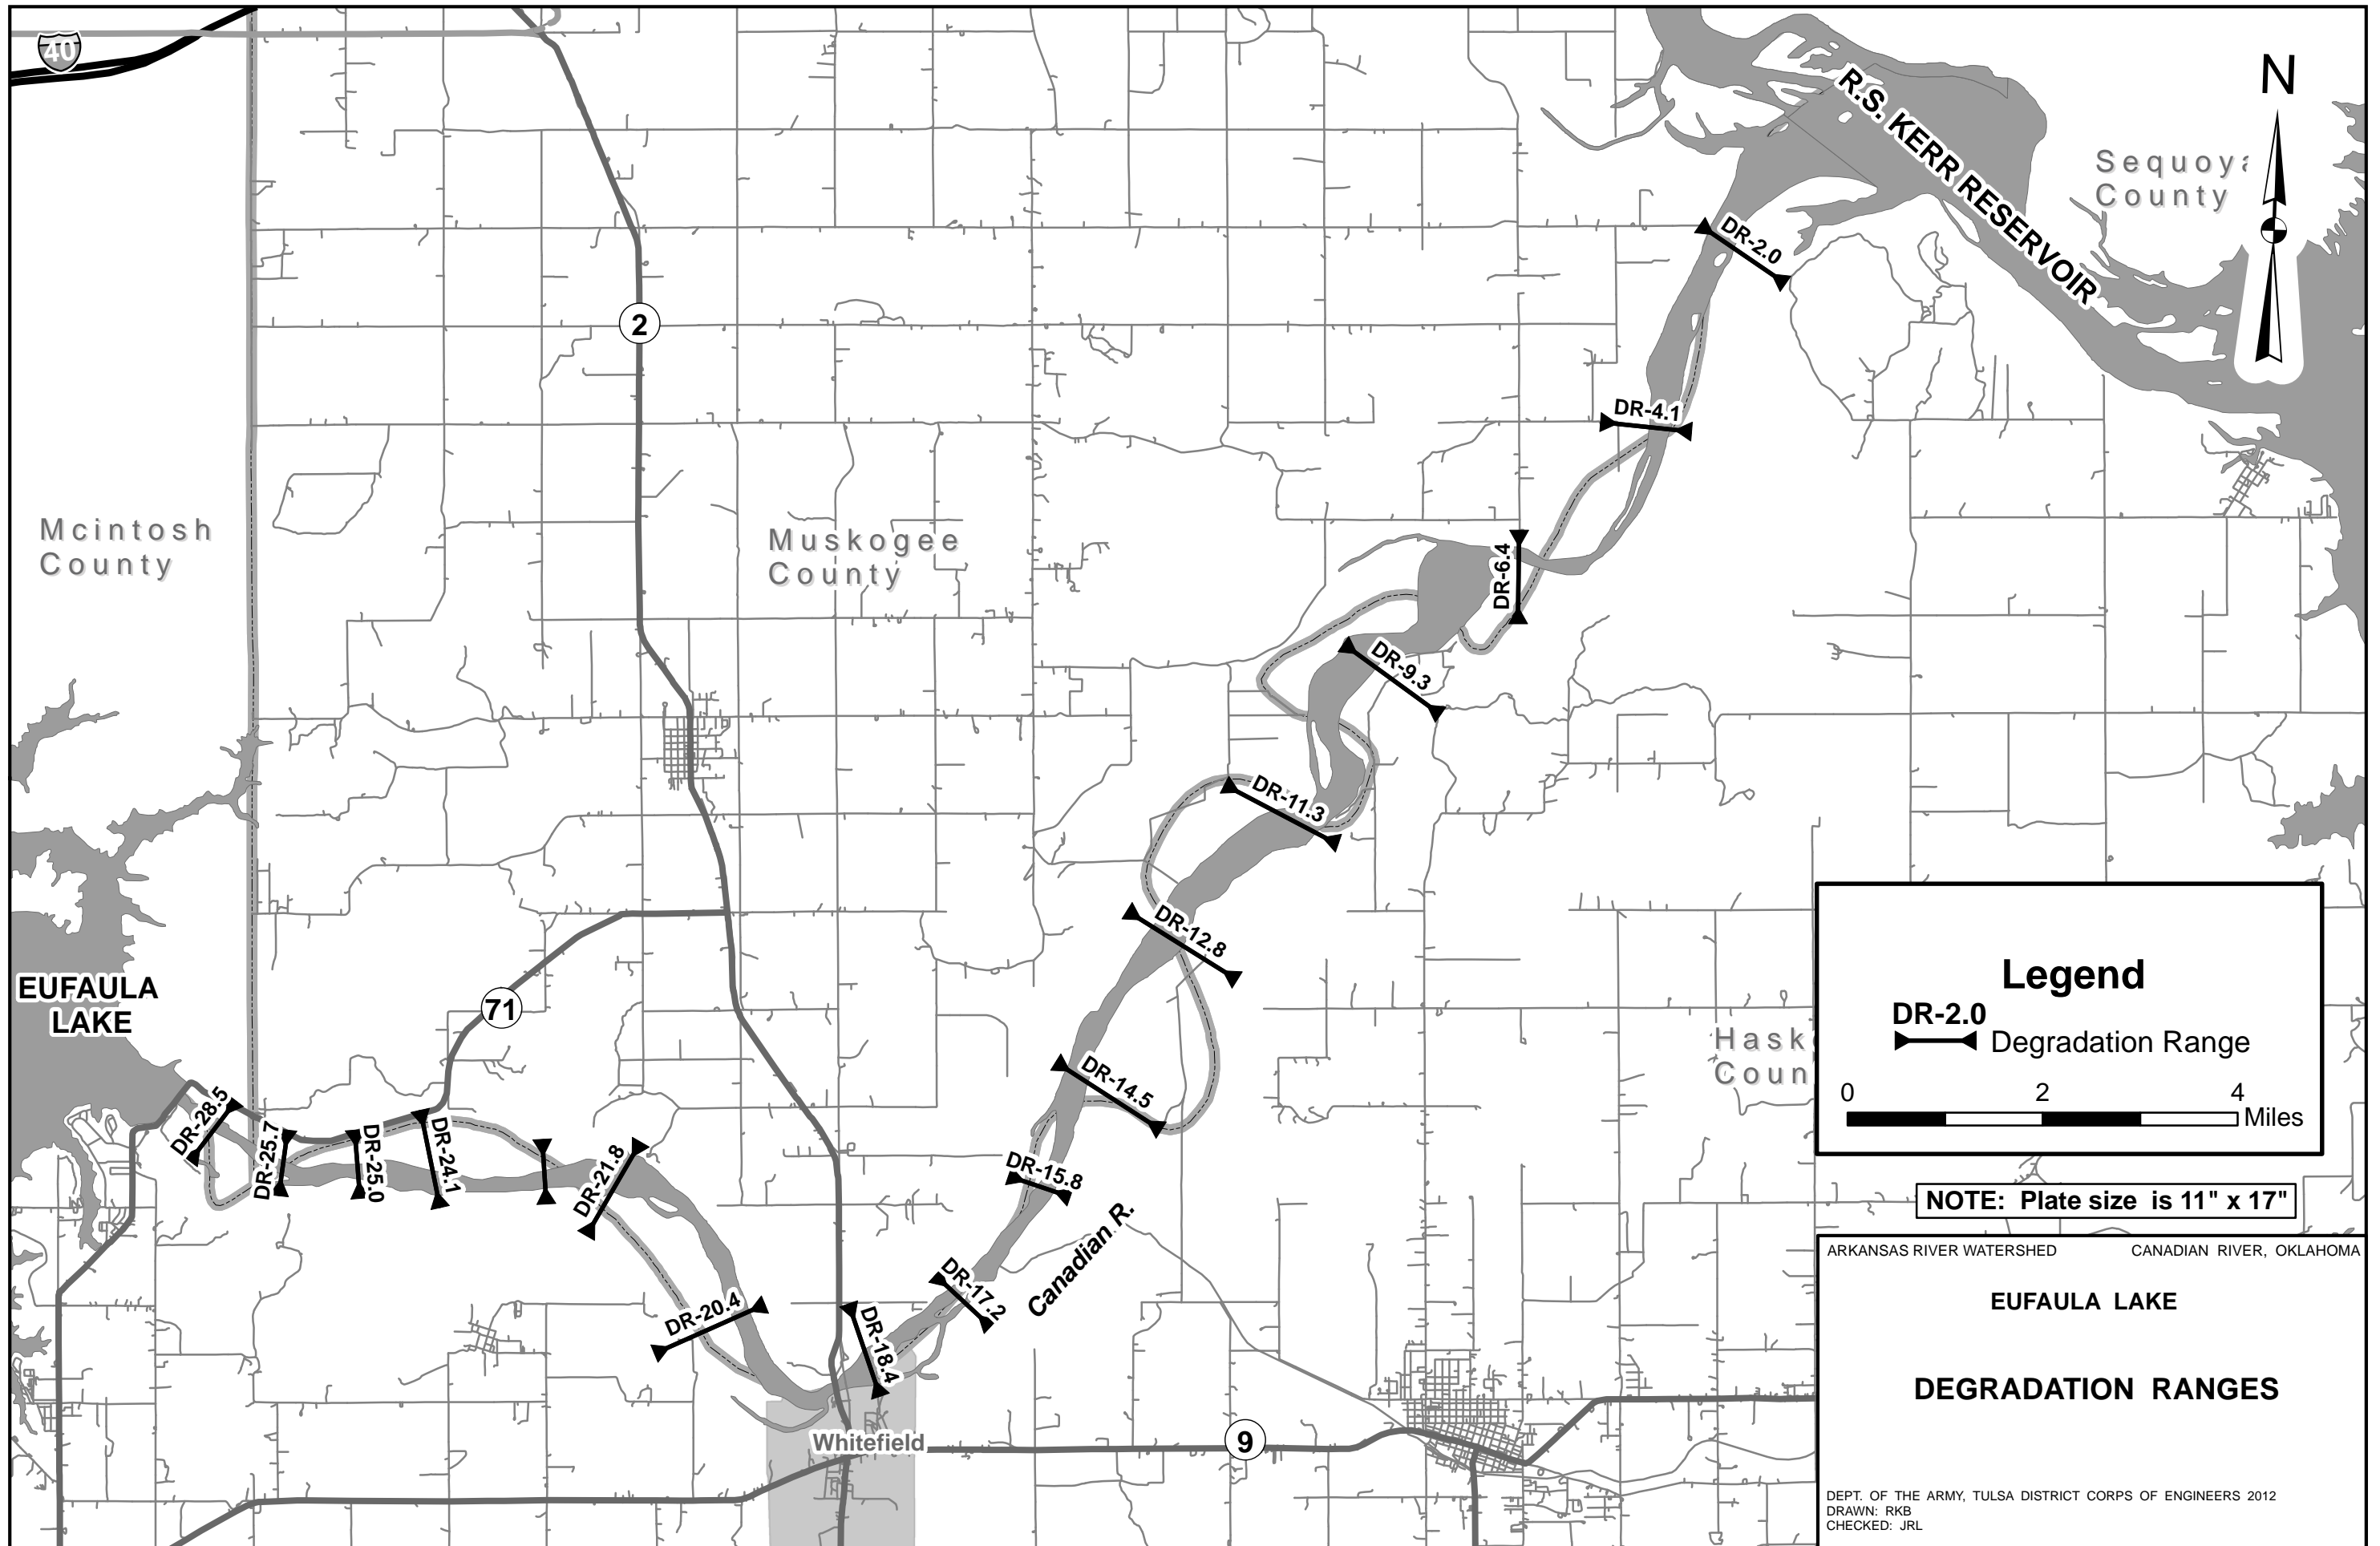 40
N
R.S. KERR RESERVOIR
Sequoya
County
DR-2.0
2
DR-4.1
Mcintosh
County
Muskogee
County
DR-6.4
DR-9.3
DR-11.3
DR-12.8
EUFAULA
LAKE
71
DR-14.5
DR-28.5
DR-25.7
DR-25.0
DR-24.1
DR-21.8
DR-15.8
Canadian R.
DR-17.2
DR-20.4
DR-18.4
Whitefield
9
Hask
Coun
Legend
DR-2.0
Degradation Range
0 2 4
Miles
NOTE: Plate size is 11" x 17"
ARKANSAS RIVER WATERSHED CANADIAN RIVER, OKLAHOMA
EUFAULA LAKE
DEGRADATION RANGES
DEPT. OF THE ARMY, TULSA DISTRICT CORPS OF ENGINEERS 2012
DRAWN: RKB
CHECKED: JRL